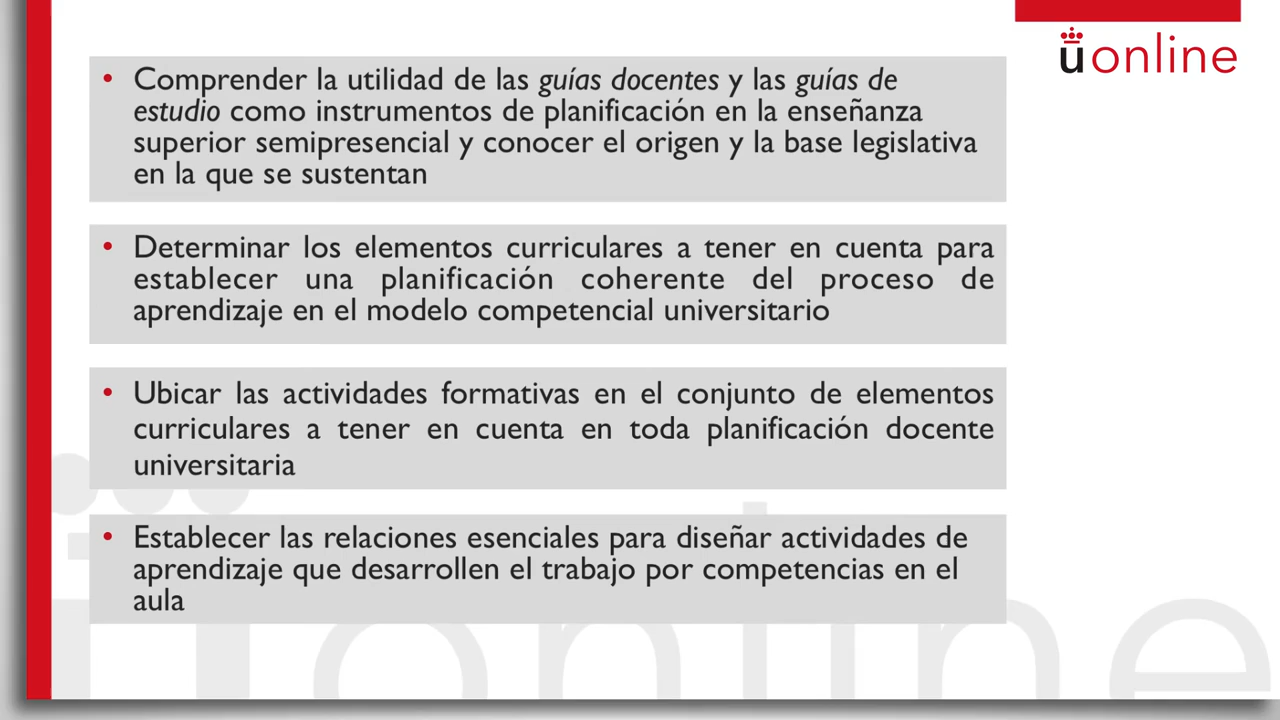 üonline
• Comprender la utilidad de las guías docentes y las guías de
estudio como instrumentos de planificación en la enseñanza
superior semipresencial y conocer el origen y la base legislativa
en la que se sustentan
• Determinar los elementos curriculares a tener en cuenta para
establecer una planificación coherente del proceso de
aprendizaje en el modelo competencial universitario
• Ubicar las actividades formativas en el conjunto de elementos
curriculares a tener en cuenta en toda planificación docente
universitaria
• Establecer las relaciones esenciales para diseñar actividades de
aprendizaje que desarrollen el trabajo por competencias en el
aula
üonline